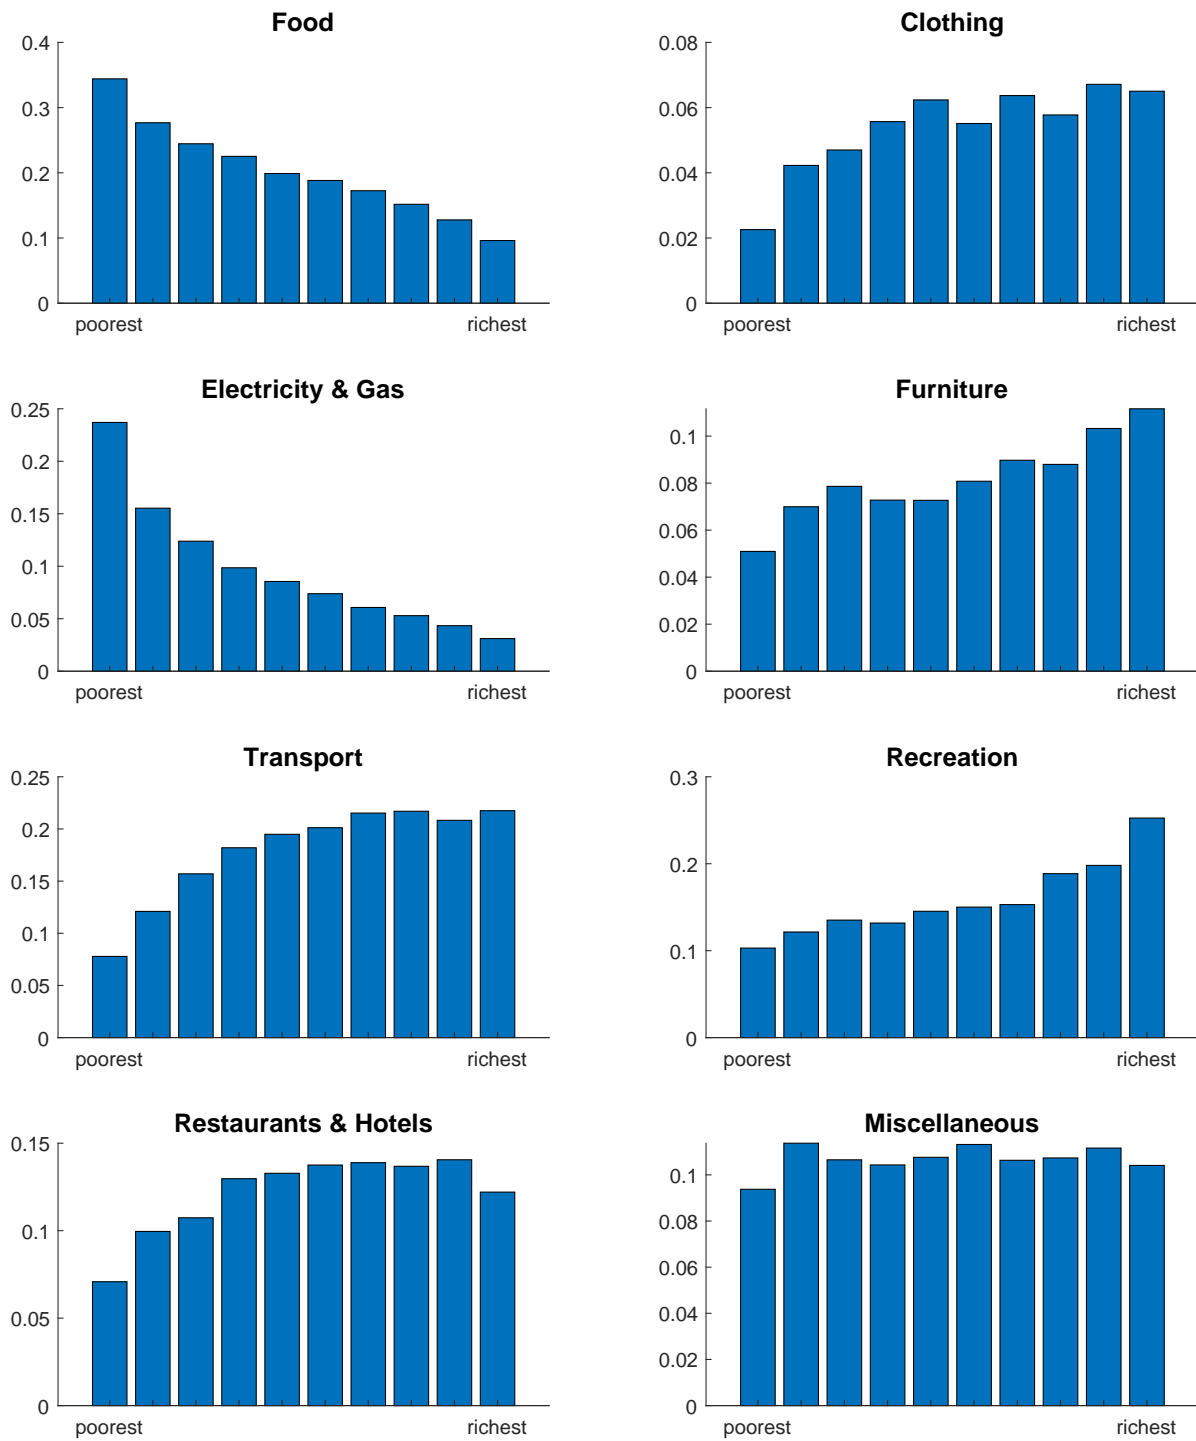 Food
0.4
0.3
0.2
0.1
0
poorest richest
Clothing
0.08
0.06
0.04
0.02
0
poorest richest
Electricity & Gas
0.25
0.2
0.15
0.1
0.05
0
poorest richest
Furniture
0.1
0.08
0.06
0.04
0.02
0
poorest richest
Transport
0.25
0.2
0.15
0.1
0.05
0
poorest richest
Recreation
0.3
0.2
0.1
0
poorest richest
Restaurants & Hotels
0.15
0.1
0.05
0
poorest richest
Miscellaneous
0.1
0.08
0.06
0.04
0.02
0
poorest richest